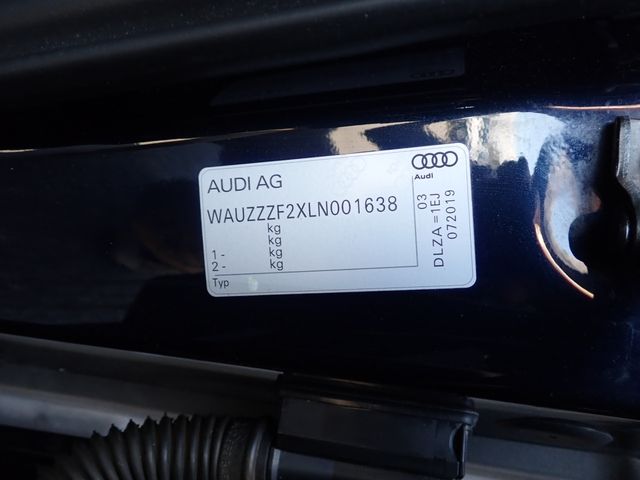 AUDI AG
Audi
WAUZZZF2XLN001638
kg
kg
1 - kg
2 - kg
Typ
03
DLZA = 1EJ
072019